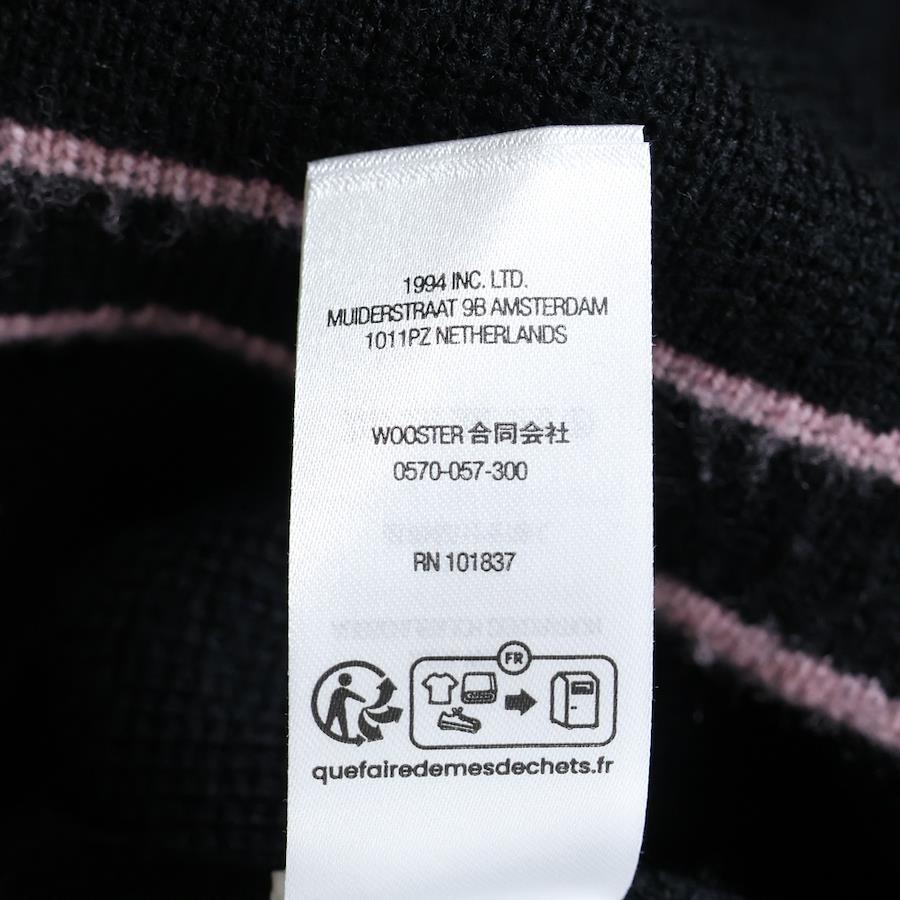 1994 INC. LTD.
MUIDERSTRAAT 9B AMSTERDAM
1011PZ NETHERLANDS
WOOSTER 合同会社
0570-057-300
RN 101837
FR
quefairedemesdechets.fr